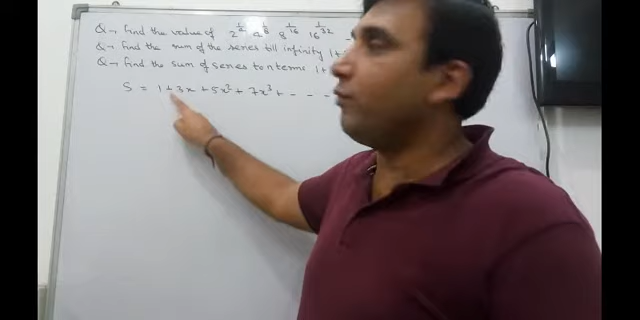 Q → Find the value of 2^{1/4} 4^{1/8} 8^{1/16} 16^{1/32}
Q → Find the sum of the series till infinity 1+
Q → Find the sum of series to n terms 1+
S = 1 + 3x + 5x² + 7x³ + - - -